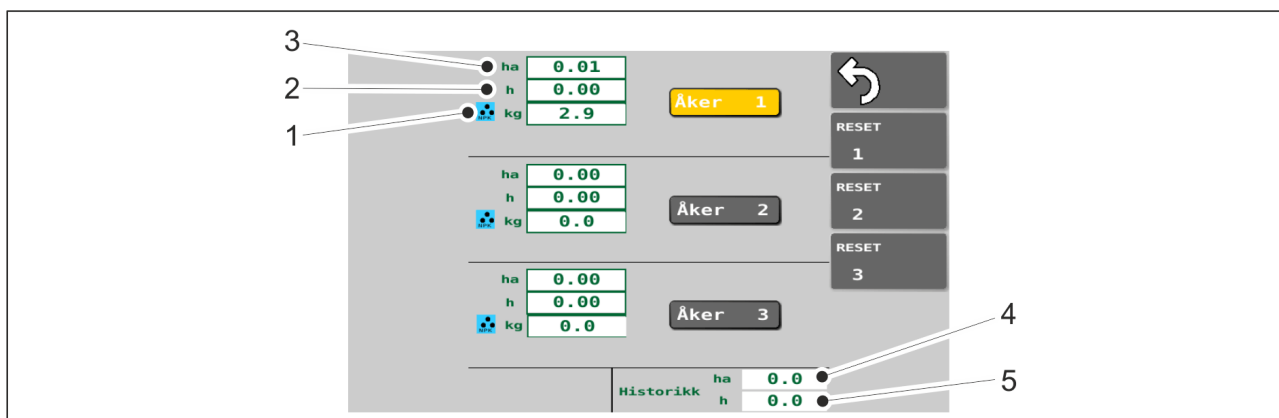 3
ha 0.01
2
h 0.00
Åker 1
1
NPK kg 2.9
RESET
1
ha 0.00
h 0.00
Åker 2
NPK kg 0.0
RESET
2
RESET
3
ha 0.00
h 0.00
Åker 3
NPK kg 0.0
4
Historikk
ha 0.0
h 0.0
5